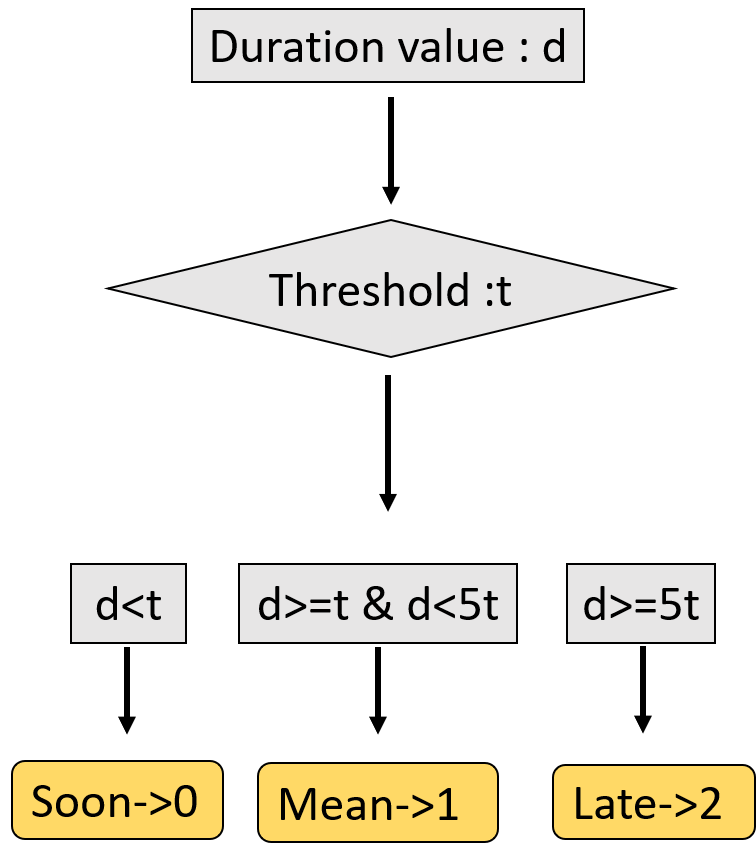 Duration value : d
Threshold :t
d<t
d>=t & d<5t
d>=5t
Soon->0
Mean->1
Late->2